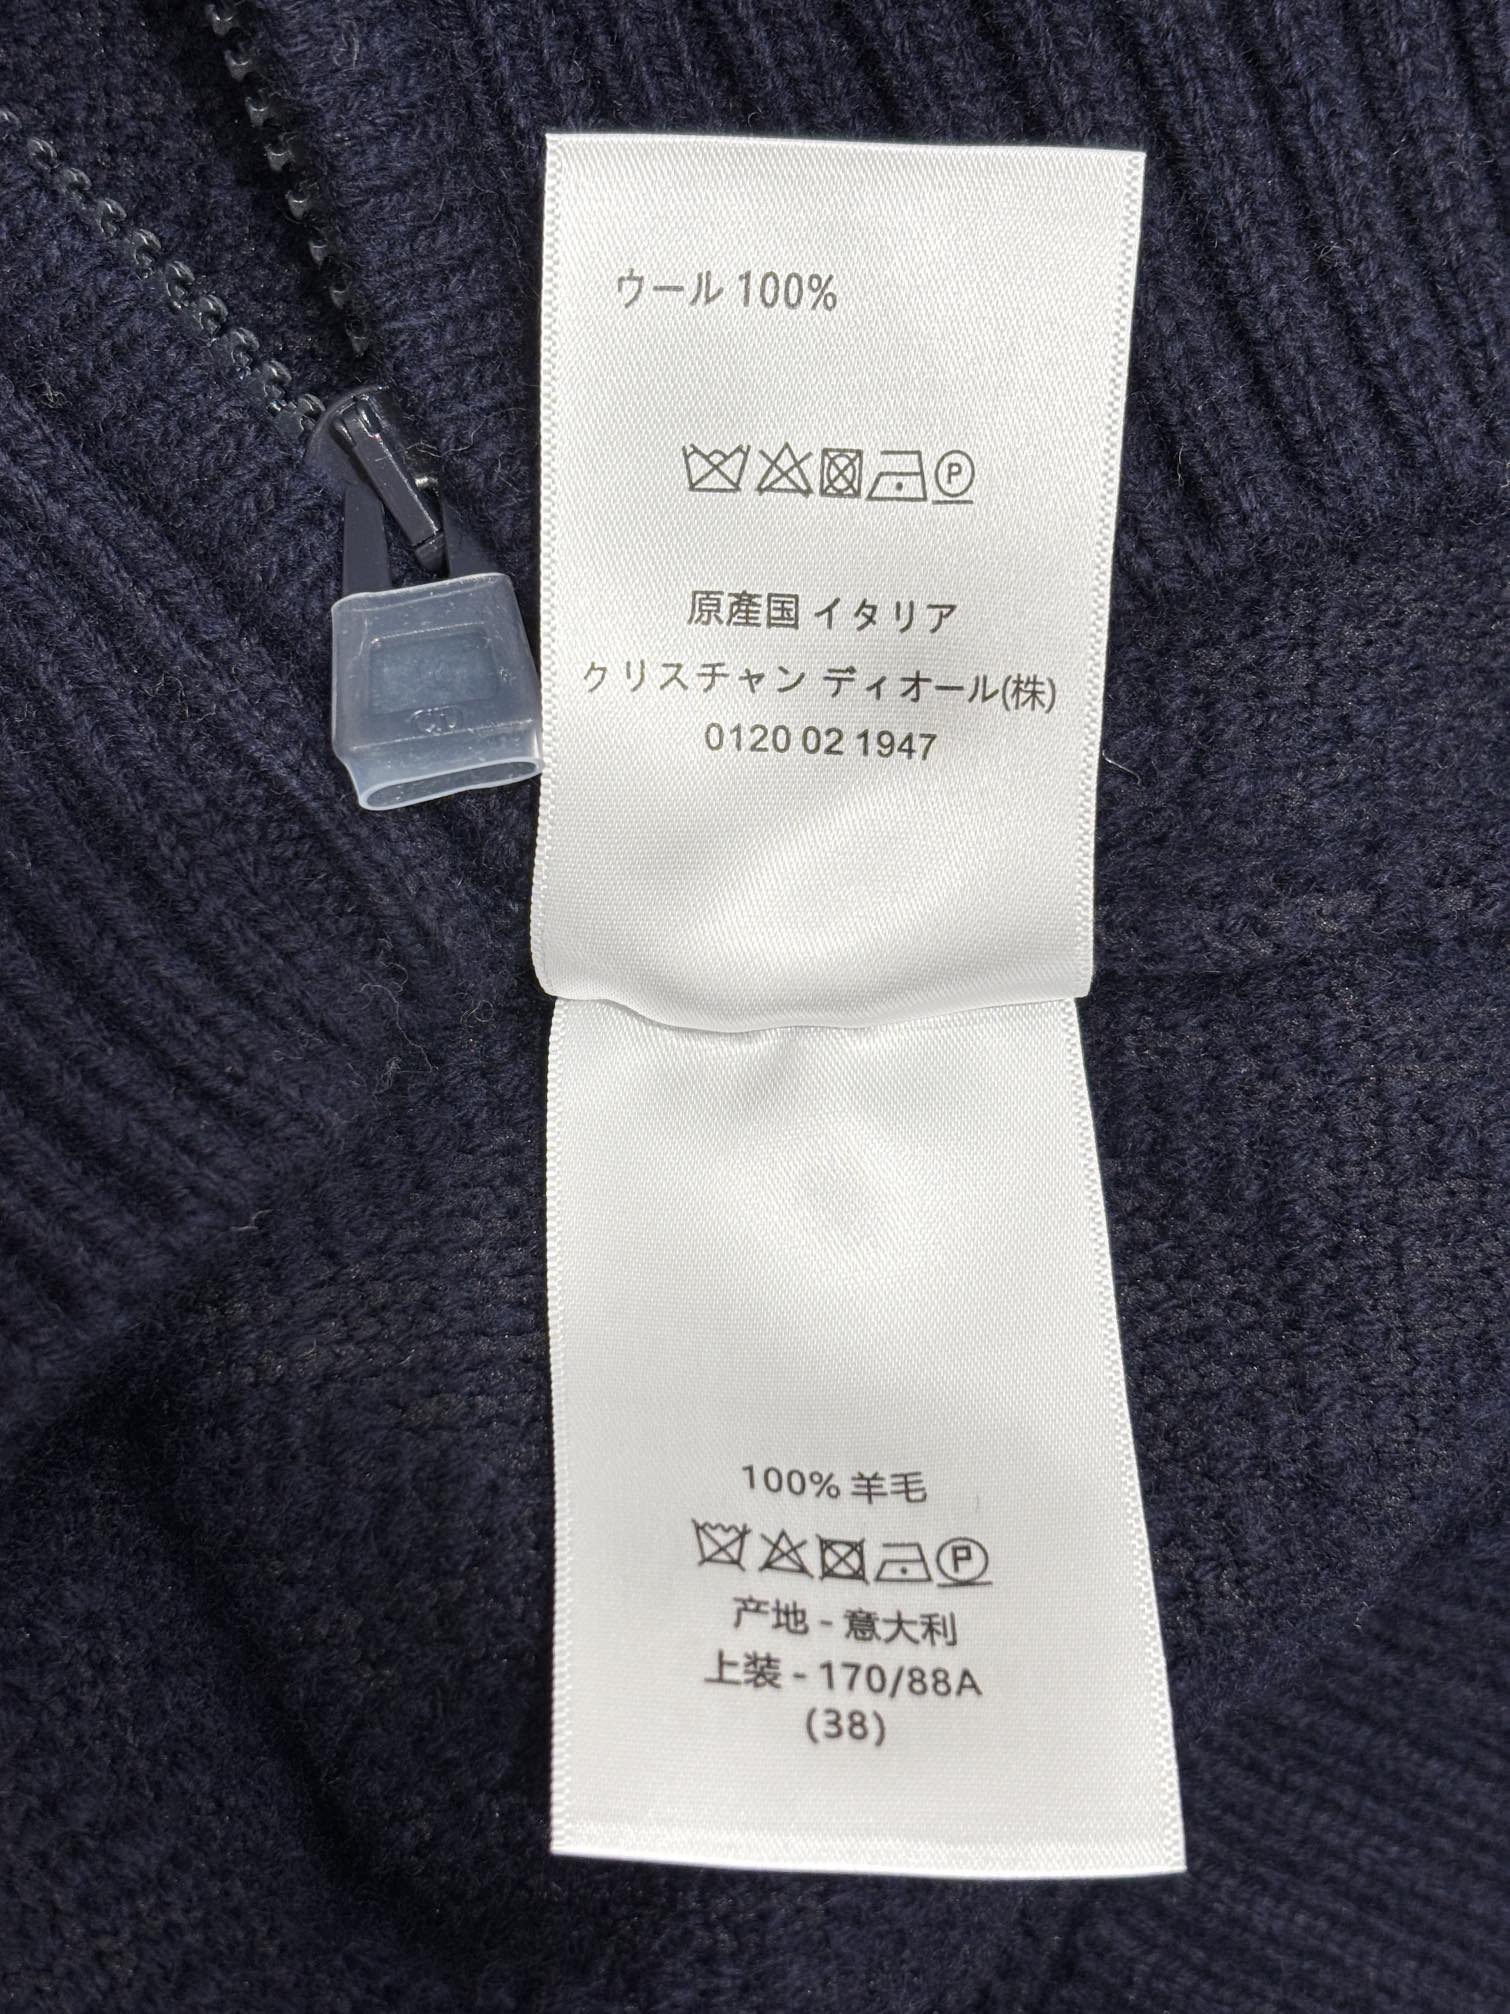 ウール 100%
P
原産国 イタリア
クリスチャン ディオール(株)
0120 02 1947
100% 羊毛
P
产地 - 意大利
上装 - 170/88A
(38)
CD